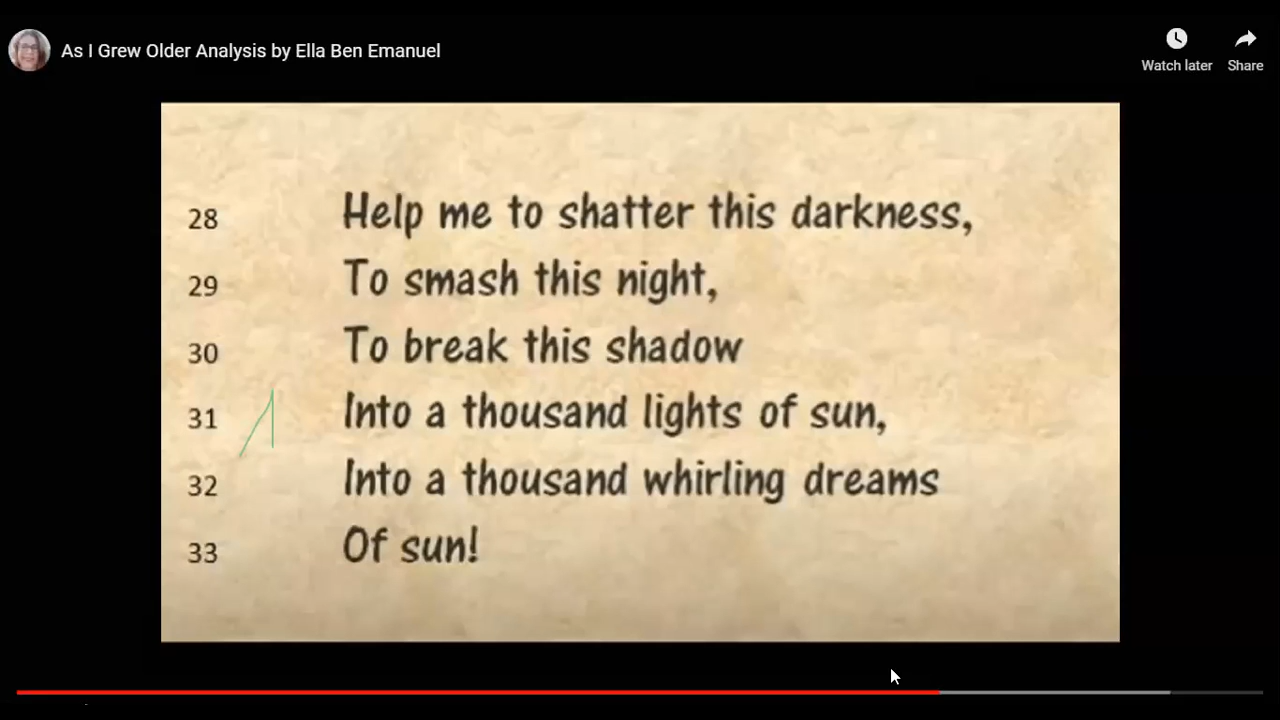 As I Grew Older Analysis by Ella Ben Emanuel
Watch later
Share
28 Help me to shatter this darkness,
29 To smash this night,
30 To break this shadow
31 Into a thousand lights of sun,
32 Into a thousand whirling dreams
33 Of sun!